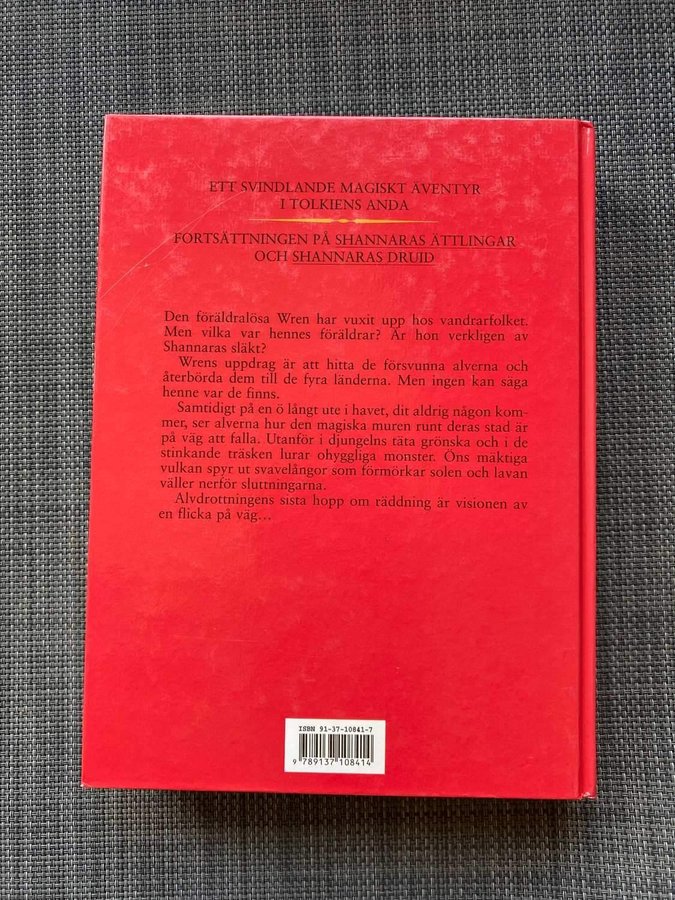 ETT SVINDLANDE MAGISKT ÄVENTYR
I TOLKIENS ANDA
FORTSÄTTNINGEN PÅ SHANNARAS ÄTTLINGAR
OCH SHANNARAS DRUID
Den föräldralösa Wren har vuxit upp hos vandrarfolket.
Men vilka var hennes föräldrar? Är hon verkligen av
Shannaras släkt?
Wrens uppdrag är att hitta de försvunna alverna och
återbörda dem till de fyra länderna. Men ingen kan säga
henne var de finns.
Samtidigt på en ö långt ute i havet, dit aldrig någon kom-
mer, ser alverna hur den magiska muren runt deras stad är
på väg att falla. Utanför i djungelns täta grönska och i de
stinkande träsken lurar ohyggliga monster. Öns mäktiga
vulkan spyr ut svavelångor som förmörkar solen och lavan
väller nerför sluttningarna.
Alvdrottningens sista hopp om räddning är visionen av
en flicka på väg...
ISBN 91-37-10841-7
9 789137 108414